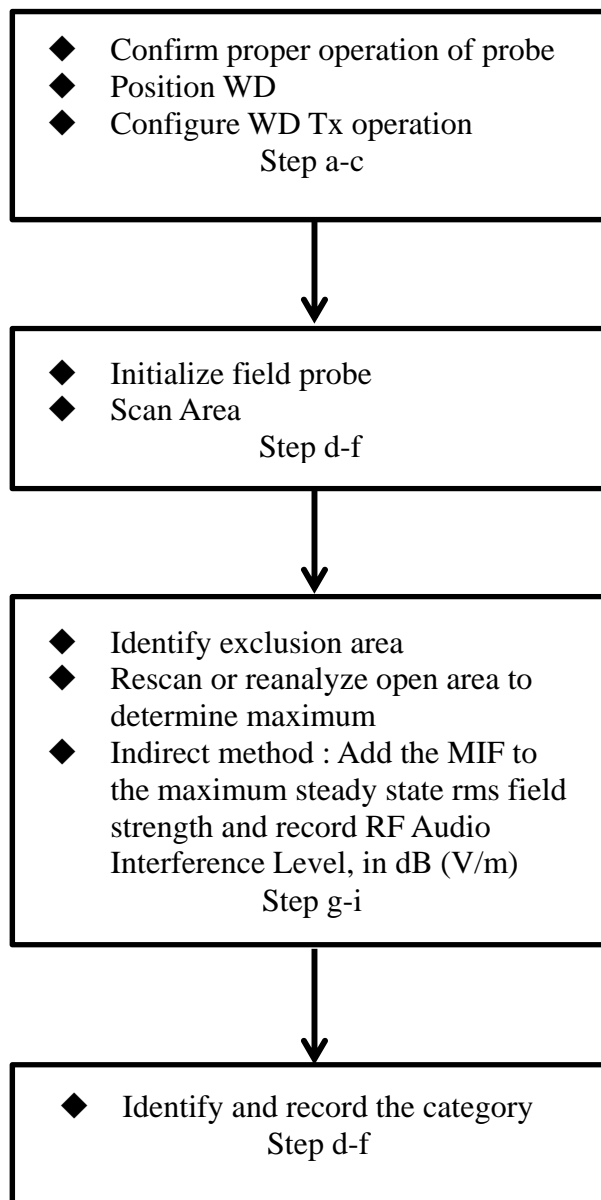 ◆ Confirm proper operation of probe
◆ Position WD
◆ Configure WD Tx operation
Step a-c
◆ Initialize field probe
◆ Scan Area
Step d-f
◆ Identify exclusion area
◆ Rescan or reanalyze open area to
determine maximum
◆ Indirect method : Add the MIF to
the maximum steady state rms field
strength and record RF Audio
Interference Level, in dB (V/m)
Step g-i
◆ Identify and record the category
Step d-f